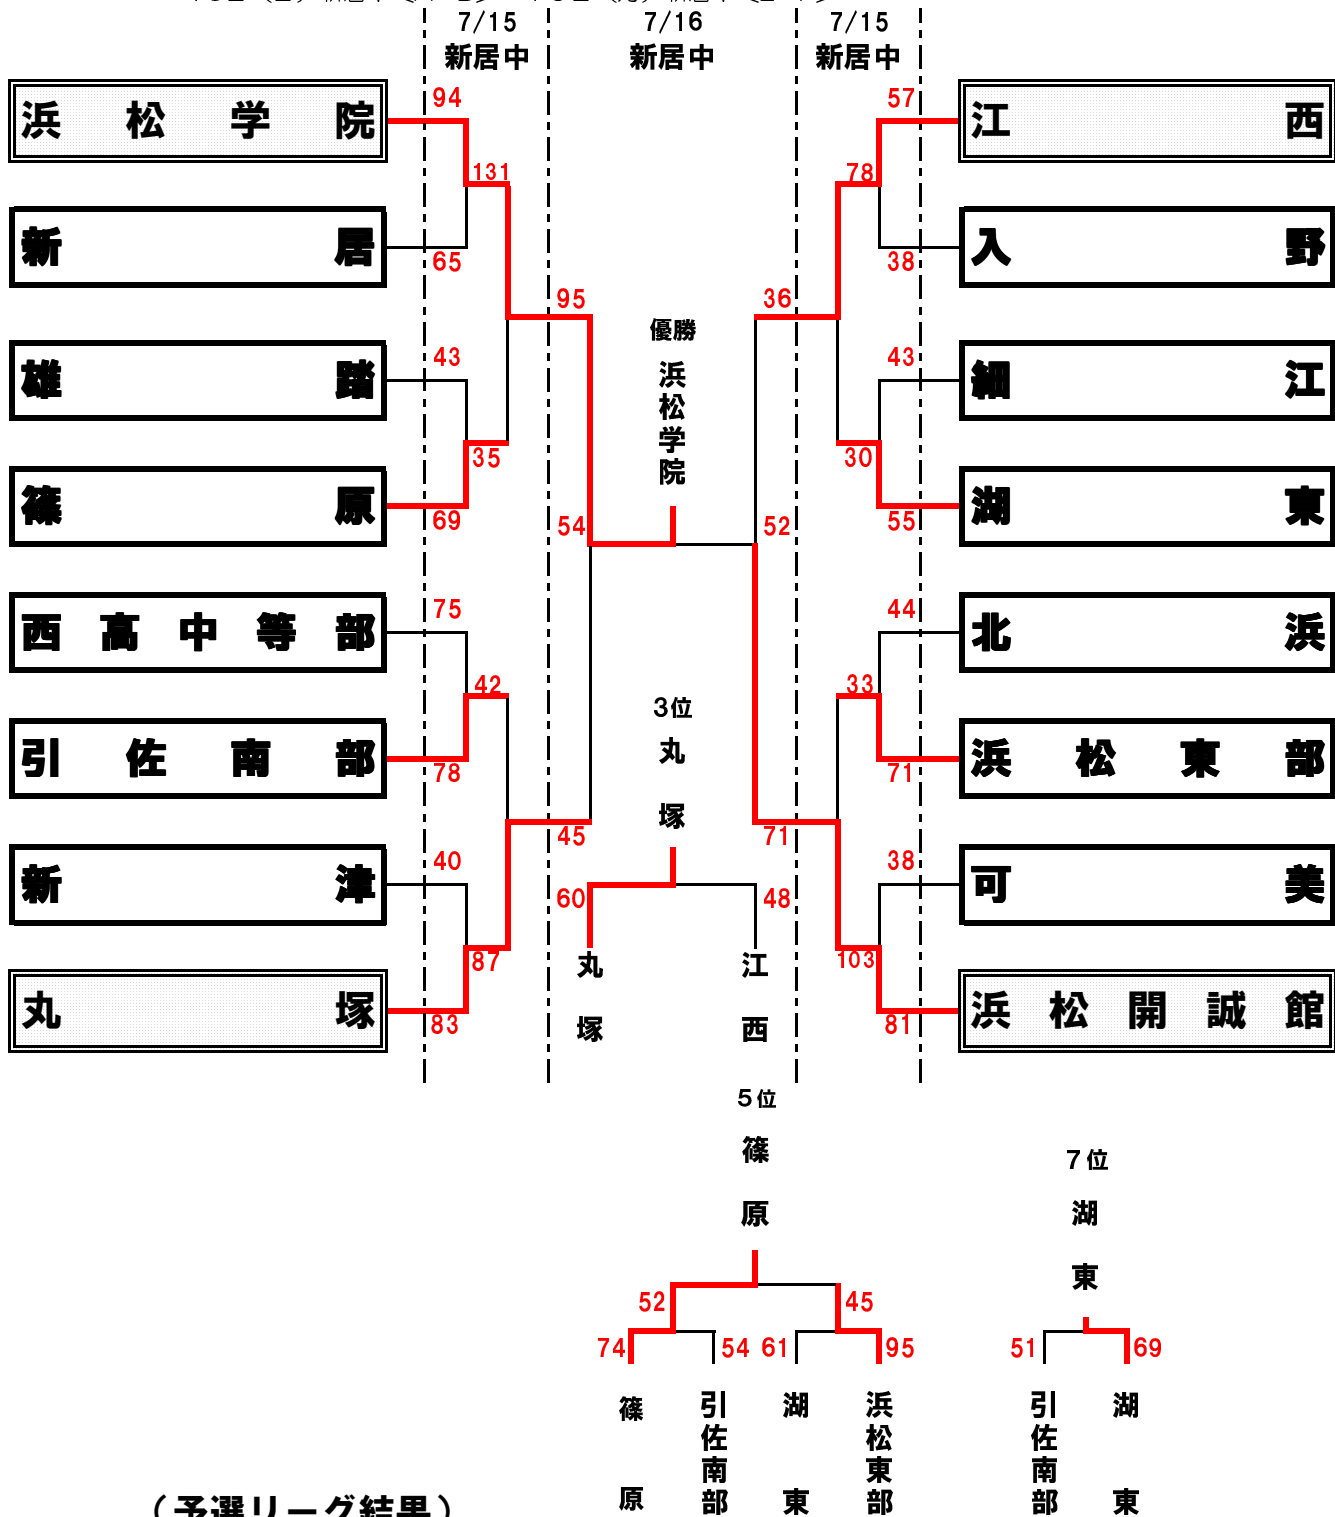 7/15 7/16 7/15
新居中 新居中 新居中
94 57
浜松学院 江西
131 78
新居 入野
65 38
95 36
優勝
浜松学院
43 43
雄踏 細江
35 30
篠原 湖東
69 55
54 52
75 44
西高中等部 北浜
42 33
3位
丸塚
引佐南部 浜松東部
78 71
45 71
40 38
新津 可美
60 48
87 103
丸塚 江西
丸塚 浜松開誠館
83 81
5位
篠原
7位
湖東
52 45
74 54 61 95 51 69
篠原 引佐南部 湖東 浜松東部 引佐南部 湖東
(予選リーグ結果)